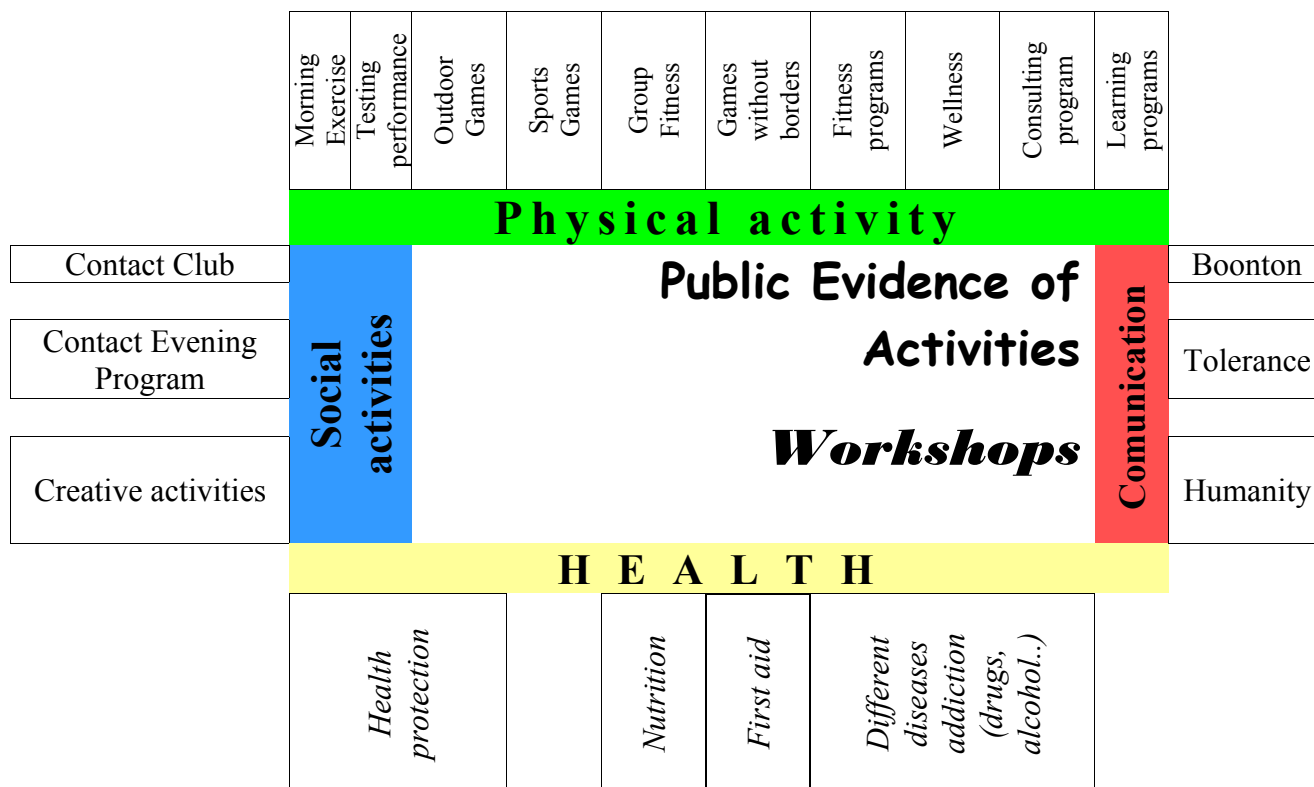 Morning
Exercise
Testing
performance
Outdoor
Games
Sports
Games
Group
Fitness
Games
without
borders
Fitness
programs
Wellness
Consulting
program
Learning
programs
Physical activity
Contact Club
Contact Evening
Program
Creative activities
Social
activities
Public Evidence of
Activities
Workshops
Comunication
Boonton
Tolerance
Humanity
HEALTH
Health
protection
Nutrition
First aid
Different
diseases
addiction
(drugs,
alcohol..)